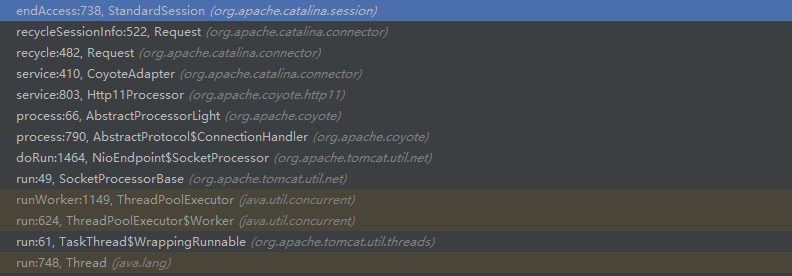 endAccess:738, StandardSession (org.apache.catalina.session)
recycleSessionInfo:522, Request (org.apache.catalina.connector)
recycle:482, Request (org.apache.catalina.connector)
service:410, CoyoteAdapter (org.apache.catalina.connector)
service:803, Http11Processor (org.apache.coyote.http11)
process:66, AbstractProcessorLight (org.apache.coyote)
process:790, AbstractProtocol$ConnectionHandler (org.apache.coyote)
doRun:1464, NioEndpoint$SocketProcessor (org.apache.tomcat.util.net)
run:49, SocketProcessorBase (org.apache.tomcat.util.net)
runWorker:1149, ThreadPoolExecutor (java.util.concurrent)
run:624, ThreadPoolExecutor$Worker (java.util.concurrent)
run:61, TaskThread$WrappingRunnable (org.apache.tomcat.util.threads)
run:748, Thread (java.lang)